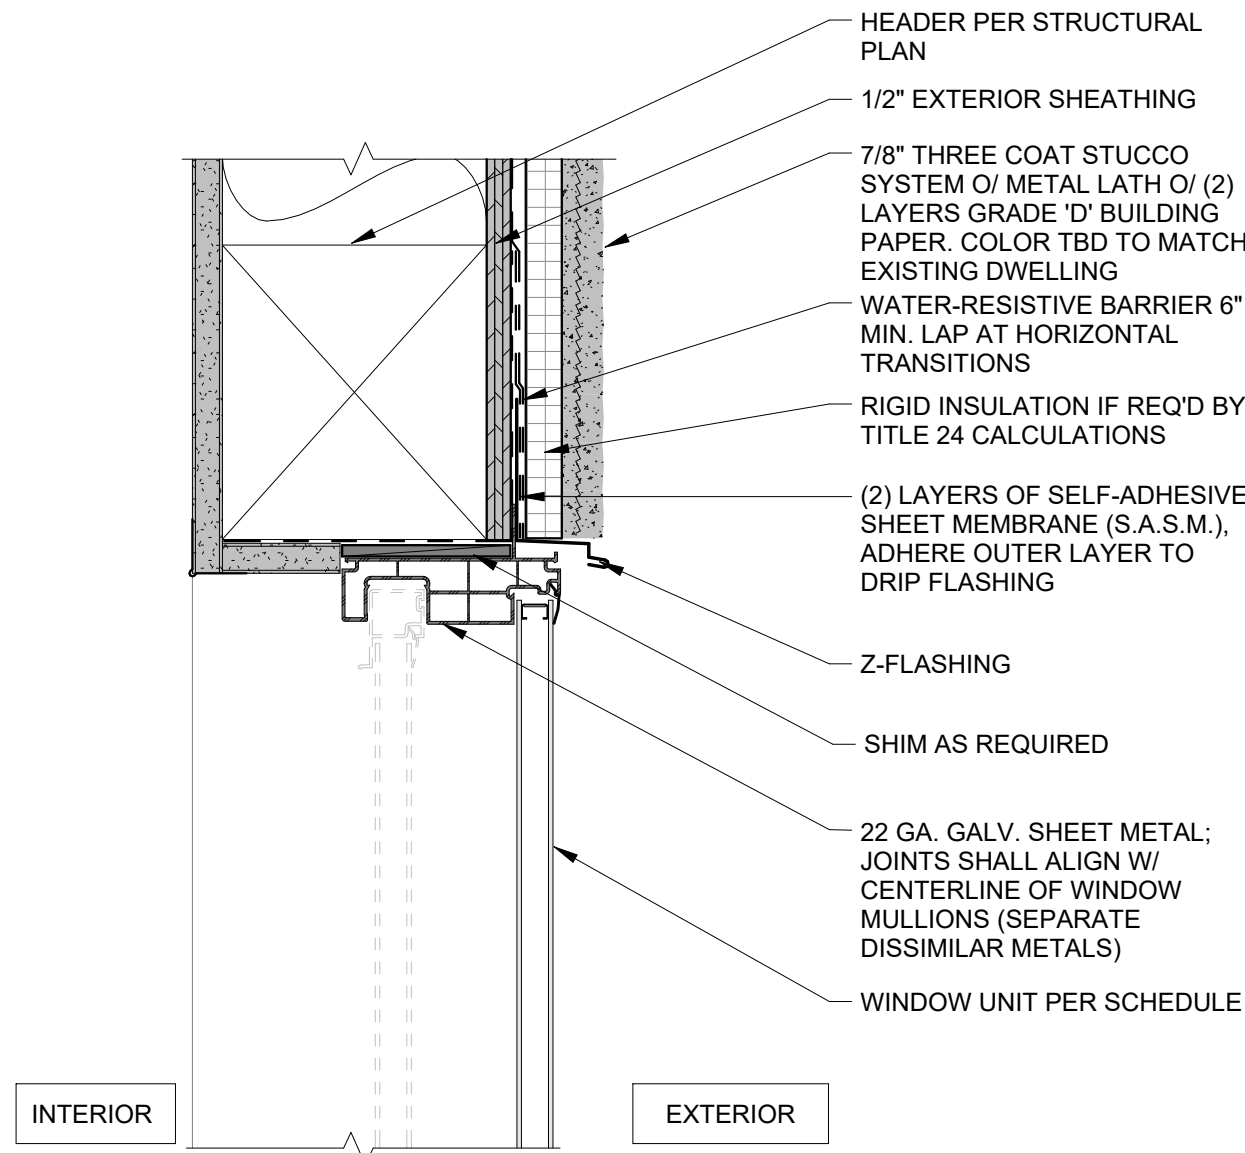 HEADER PER STRUCTURAL
PLAN
1/2" EXTERIOR SHEATHING
7/8" THREE COAT STUCCO
SYSTEM O/ METAL LATH O/ (2)
LAYERS GRADE 'D' BUILDING
PAPER. COLOR TBD TO MATCH
EXISTING DWELLING
WATER-RESISTIVE BARRIER 6"
MIN. LAP AT HORIZONTAL
TRANSITIONS
RIGID INSULATION IF REQ'D BY
TITLE 24 CALCULATIONS
(2) LAYERS OF SELF-ADHESIVE
SHEET MEMBRANE (S.A.S.M.),
ADHERE OUTER LAYER TO
DRIP FLASHING
Z-FLASHING
SHIM AS REQUIRED
22 GA. GALV. SHEET METAL;
JOINTS SHALL ALIGN W/
CENTERLINE OF WINDOW
MULLIONS (SEPARATE
DISSIMILAR METALS)
WINDOW UNIT PER SCHEDULE
INTERIOR
EXTERIOR